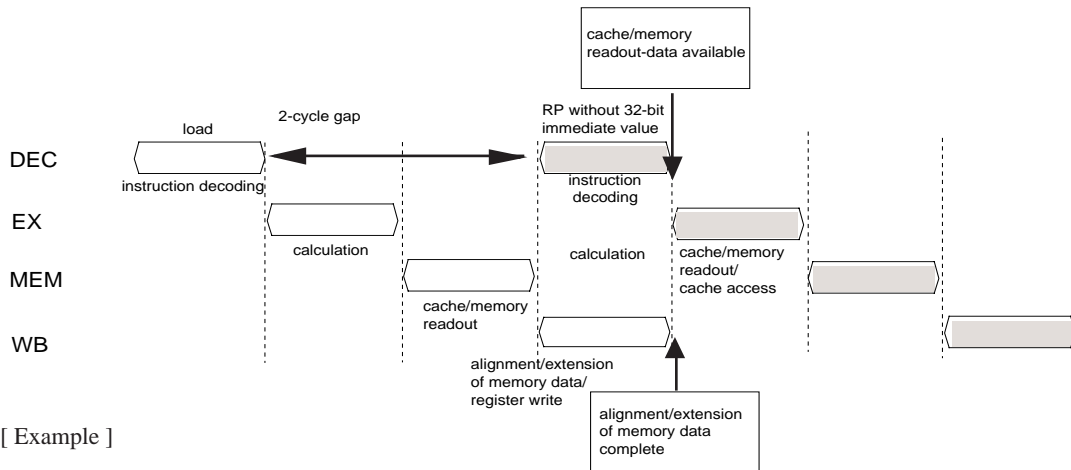 cache/memory
readout-data available
2-cycle gap
RP without 32-bit
immediate value
load
DEC
instruction decoding
instruction
decoding
EX
calculation
calculation
cache/memory
readout/
cache access
MEM
cache/memory
readout
WB
alignment/extension
of memory data/
register write
alignment/extension
of memory data
complete
[ Example ]